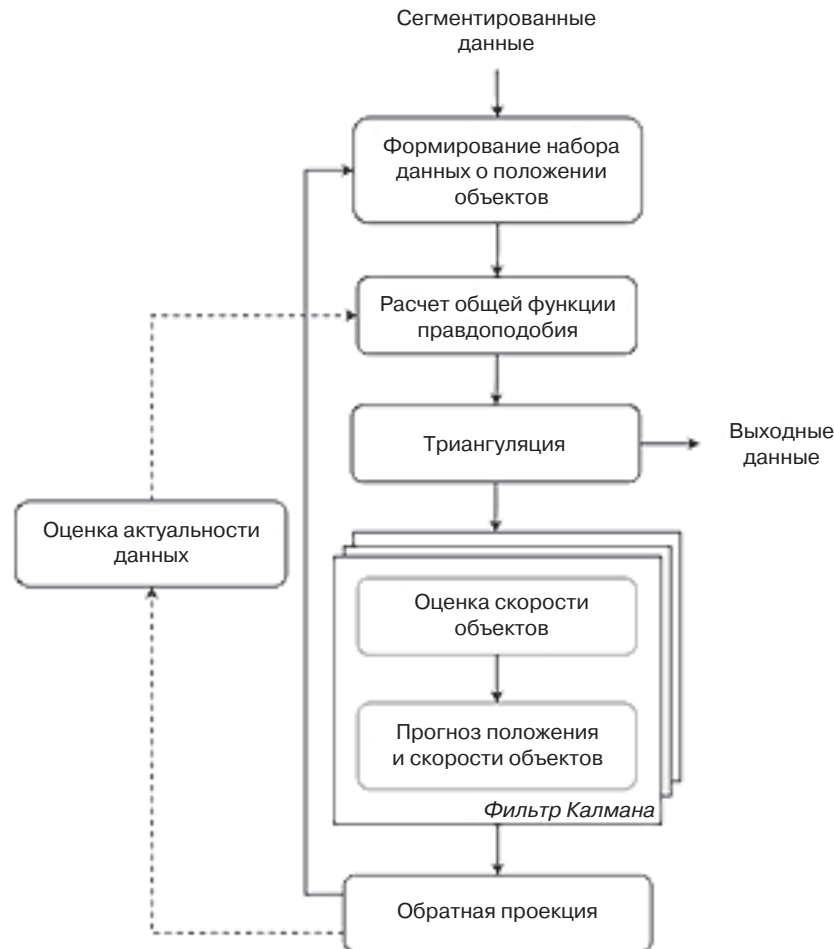 Сегментированные
данные
Формирование набора
данных о положении
объектов
Расчет общей функции
правдоподобия
Триангуляция
Выходные
данные
Оценка актуальности
данных
Оценка скорости
объектов
Прогноз положения
и скорости объектов
Фильтр Калмана
Обратная проекция